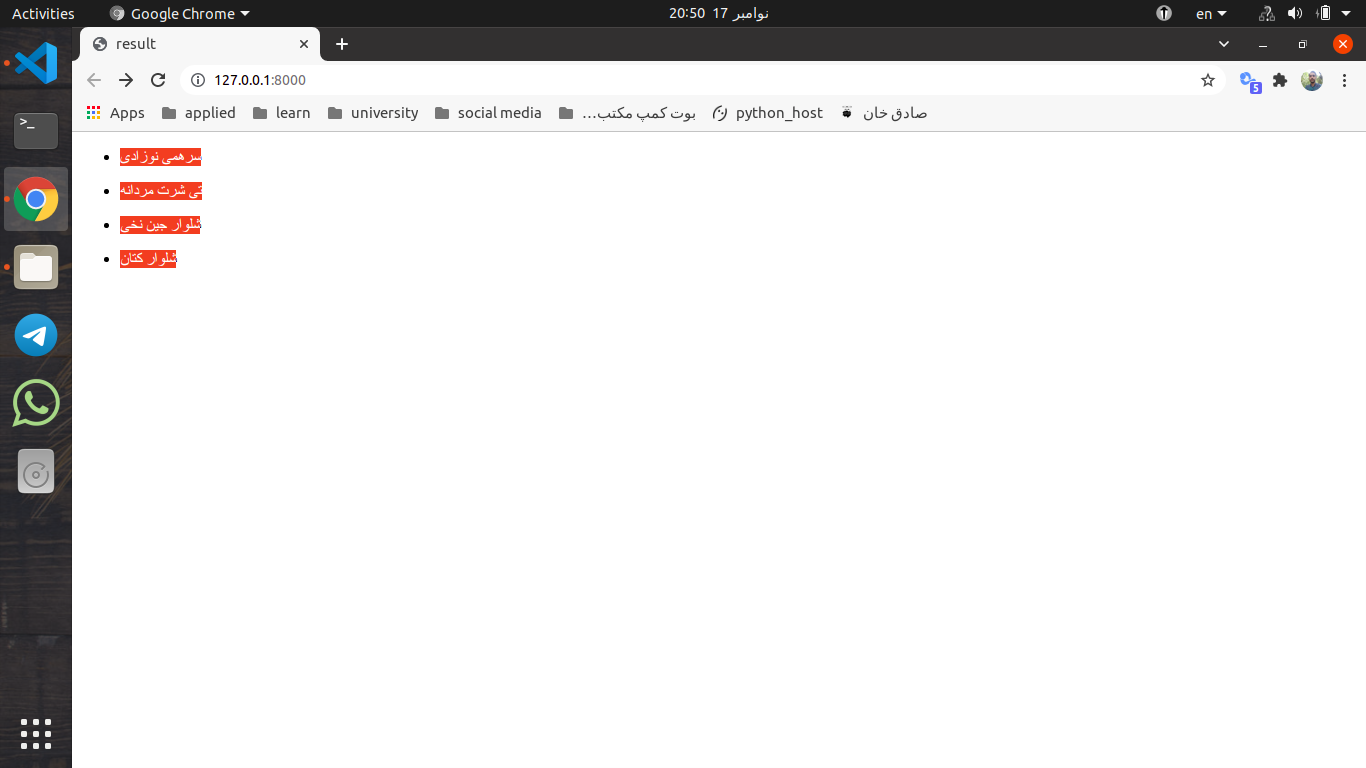 Activities
Google Chrome
20:50 17 نوامبر
en
result
127.0.0.1:8000
5
Apps
applied
learn
university
social media
بوت کمپ مکتب...
python_host
صادق خان
سرهمی نوزادی
تی شرت مردانه
شلوار جین نخی
شلوار کتان